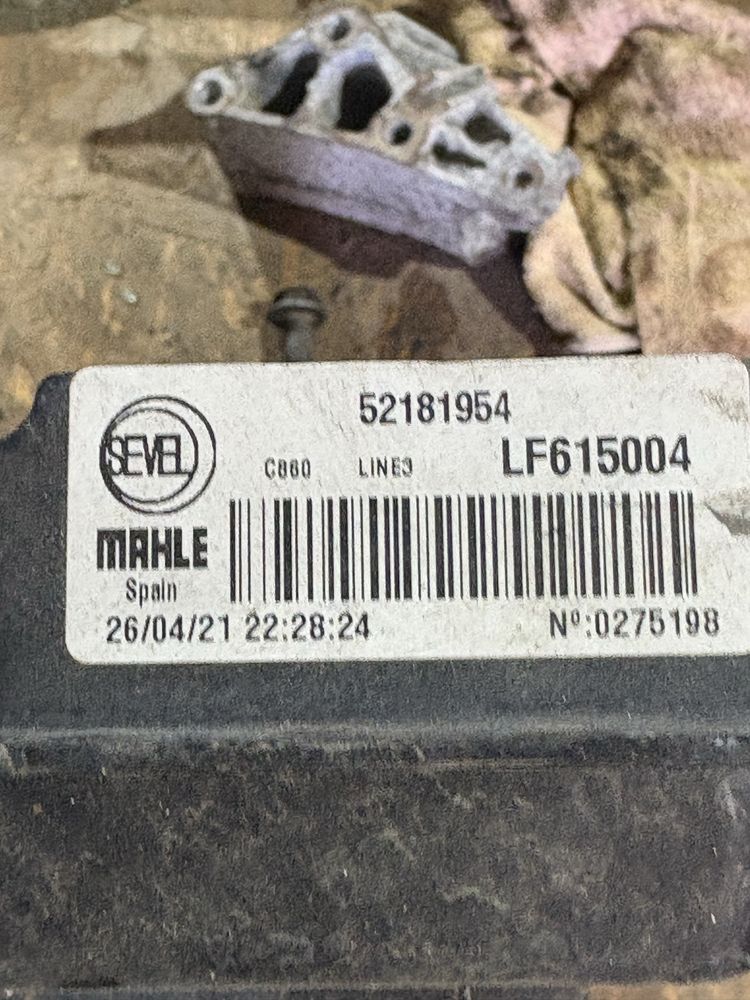 52181954
SEVEL
C860 LINE3 LF615004
MAHLE
Spain
26/04/21 22:28:24 Nº:0275198